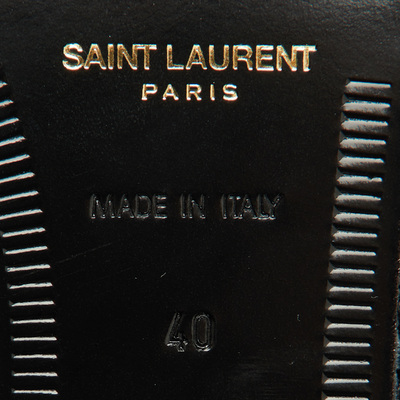 SAINT LAURENT
PARIS
MADE IN ITALY
40